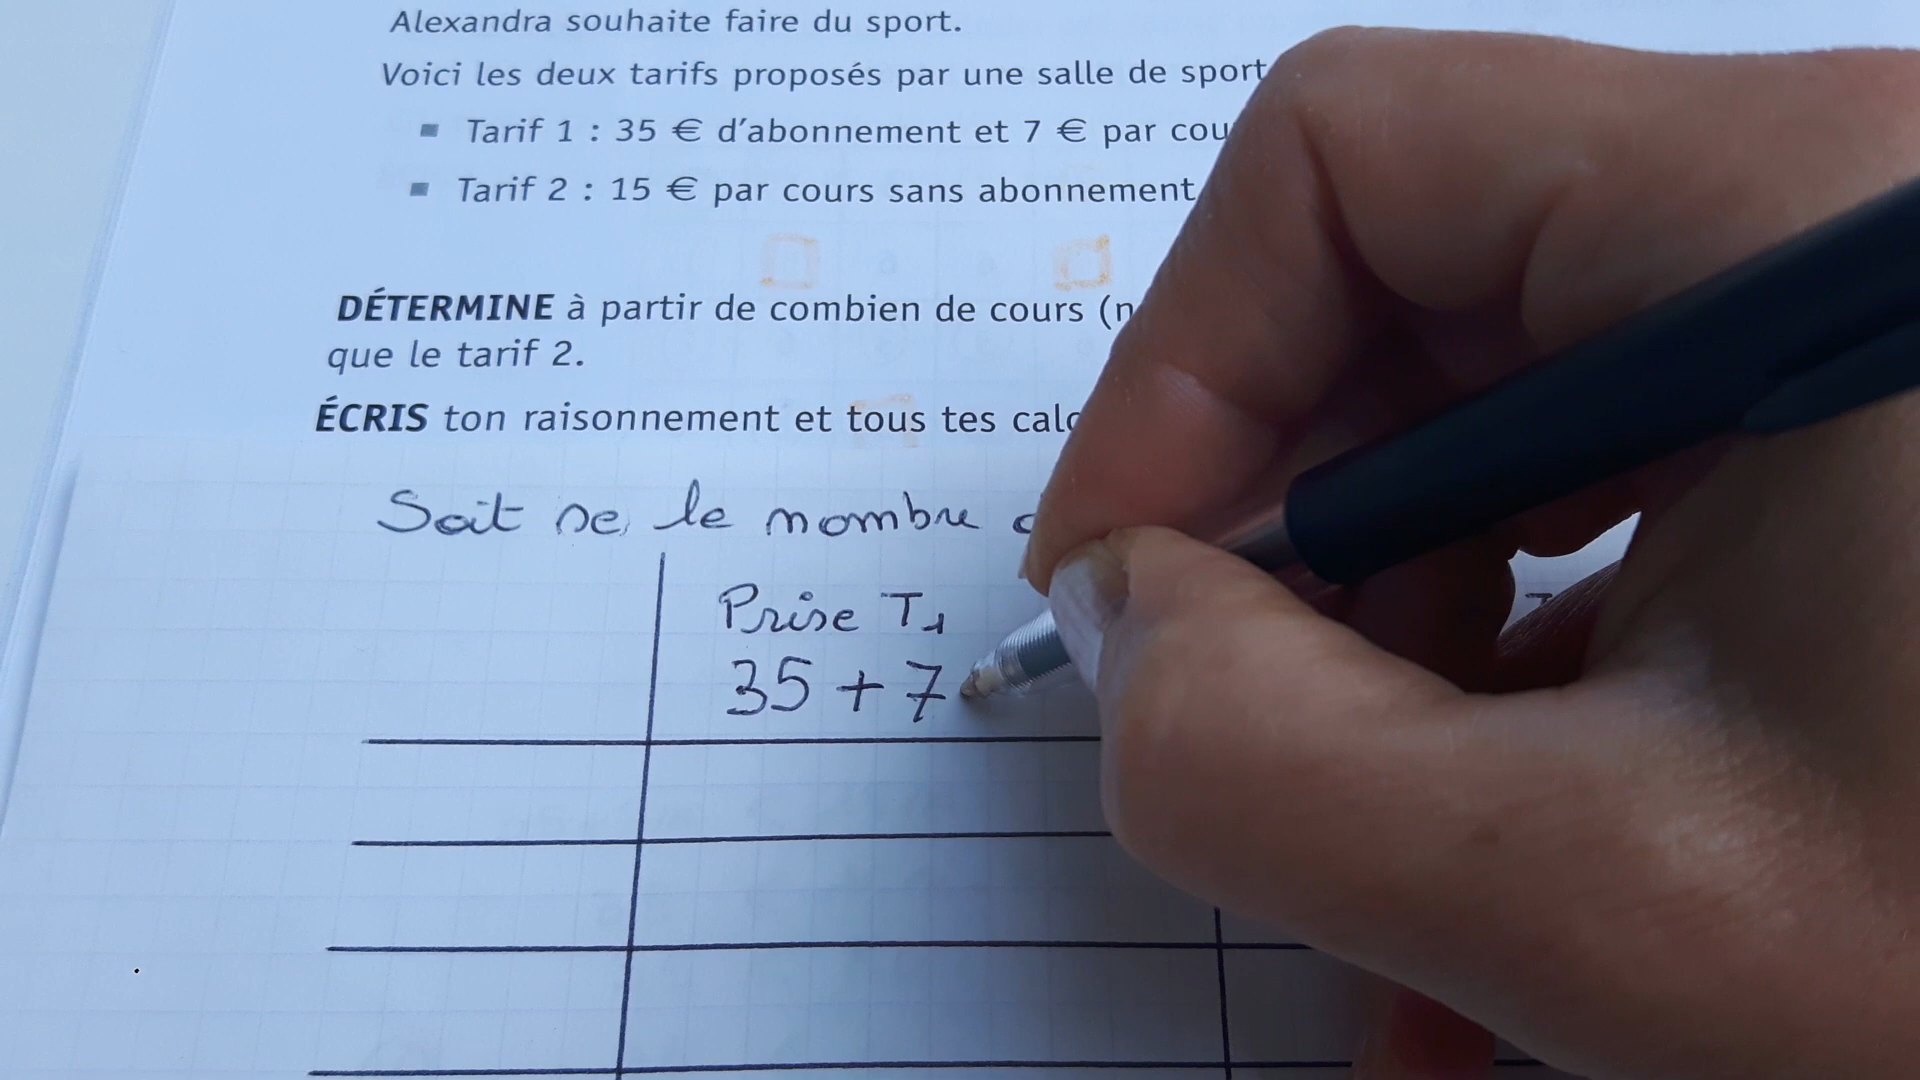 Alexandra souhaite faire du sport.
Voici les deux tarifs proposés par une salle de sport
▪ Tarif 1 : 35 € d'abonnement et 7 € par cou
▪ Tarif 2 : 15 € par cours sans abonnement
DÉTERMINE à partir de combien de cours (n
que le tarif 2.
ÉCRIS ton raisonnement et tous tes calc
Soit x le nombre
Prise T1
35 + 7